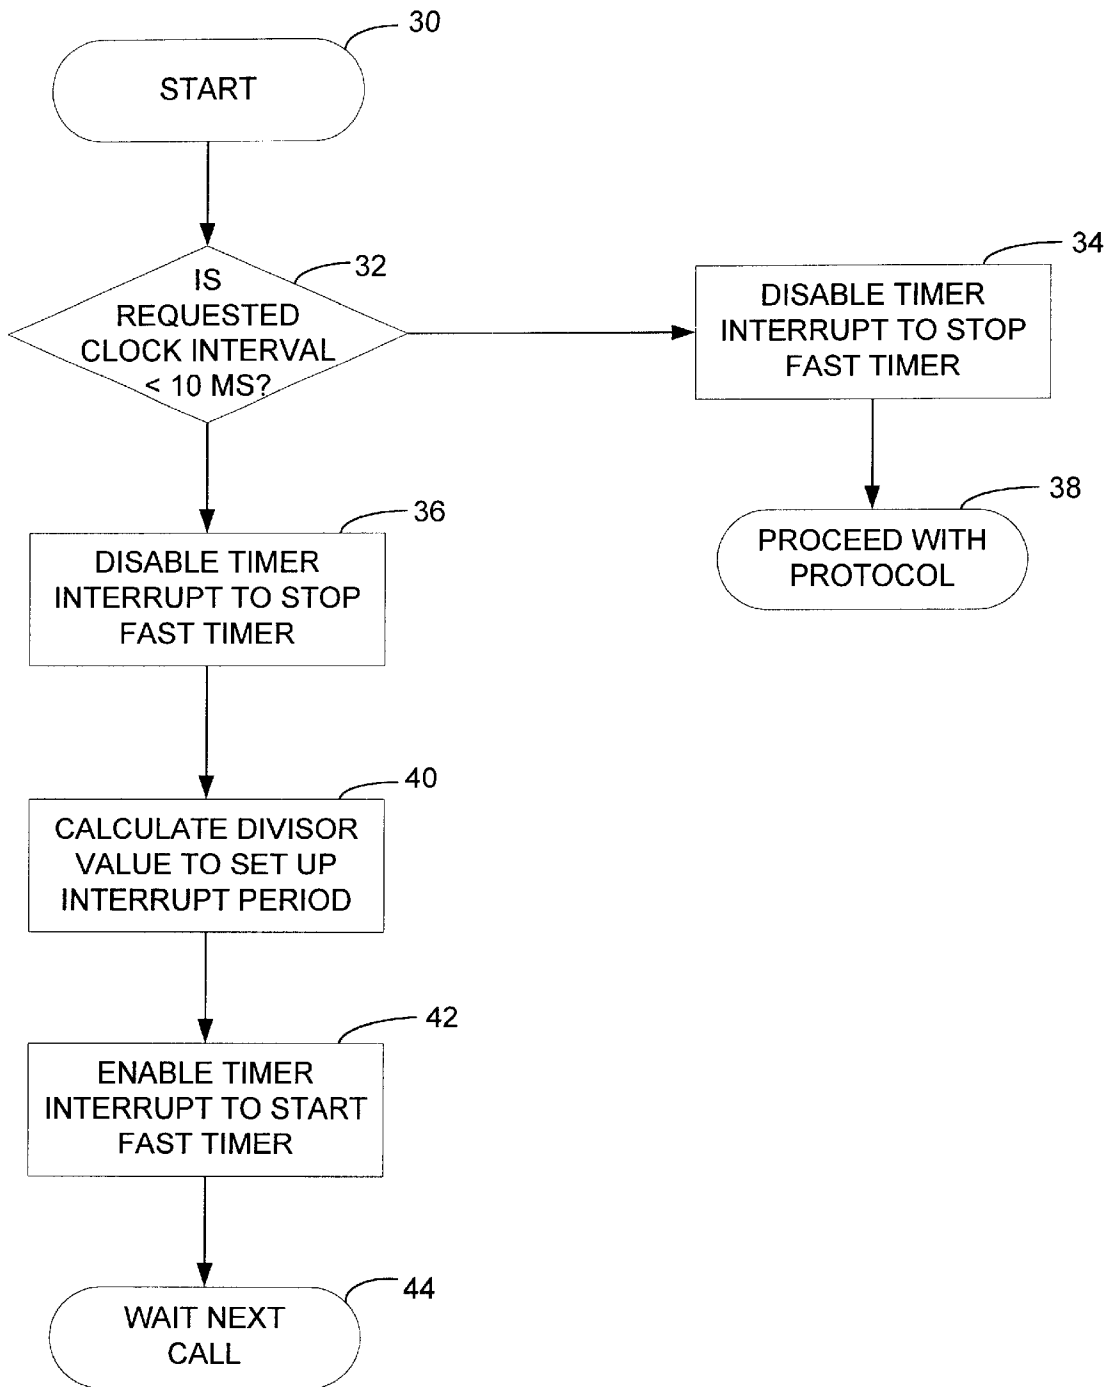 30
START
32
IS
REQUESTED
CLOCK INTERVAL
< 10 MS?
34
DISABLE TIMER
INTERRUPT TO STOP
FAST TIMER
36
DISABLE TIMER
INTERRUPT TO STOP
FAST TIMER
38
PROCEED WITH
PROTOCOL
40
CALCULATE DIVISOR
VALUE TO SET UP
INTERRUPT PERIOD
42
ENABLE TIMER
INTERRUPT TO START
FAST TIMER
44
WAIT NEXT
CALL